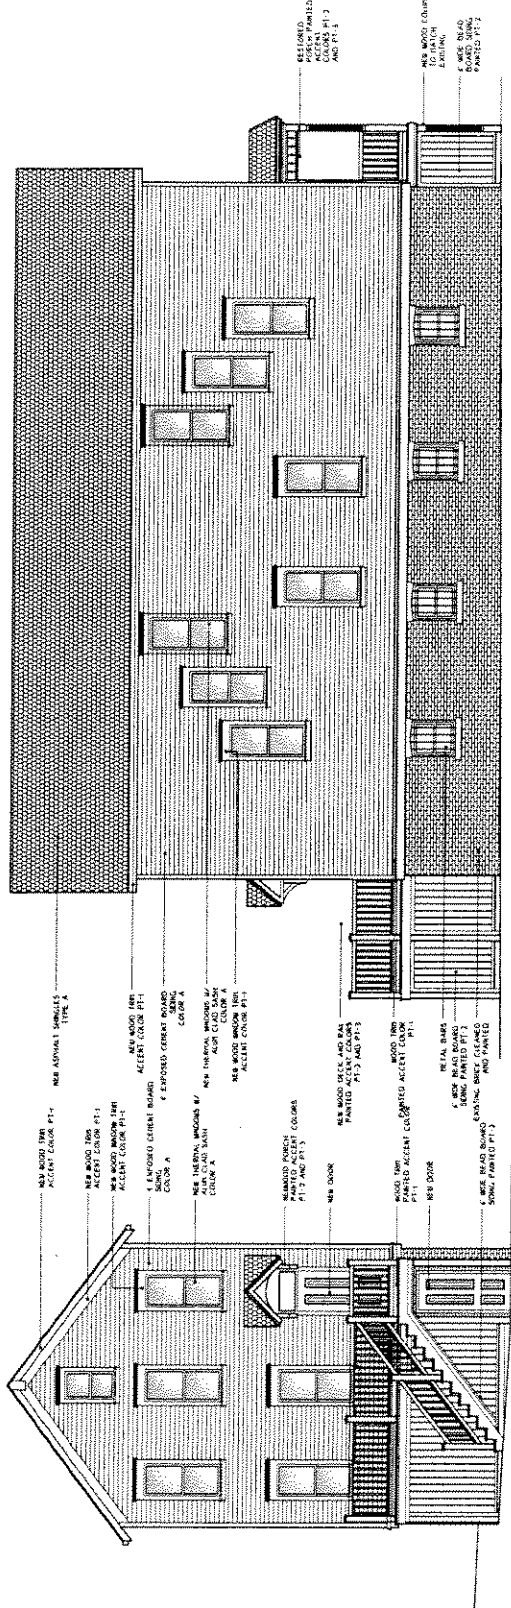 RESTORED
PORCH PAINTED
ACCENT
COLORS PT-2
AND PT-3
NEW WOOD COLUMN
TO MATCH
EXISTING
6" WIDE BEAD
BOARD SIDING
PAINTED PT-2
NEW ASPHALT SHINGLES
TYPE A
NEW WOOD TRIM
ACCENT COLOR PT-1
EXPOSED CEMENT BOARD
SIDING
COLOR A
NEW THERMAL WINDOWS W/
ALUM CLAD SASH
COLOR A
NEW WOOD WINDOW TRIM
ACCENT COLOR PT-1
NEW WOOD DECK AND RAIL
PAINTED ACCENT COLORS
PT-2 AND PT-3
WOOD TRIM
PAINTED ACCENT COLOR
PT-1
METAL BARS
6" WIDE BEAD BOARD
SIDING PAINTED PT-2
EXISTING BRICK CLEANED
AND PAINTED
NEW WOOD TRIM
ACCENT COLOR PT-1
NEW WOOD TRIM
ACCENT COLOR PT-1
NEW WOOD WINDOW TRIM
ACCENT COLOR PT-1
EXPOSED CEMENT BOARD
SIDING
COLOR A
NEW THERMAL WINDOWS W/
ALUM CLAD SASH
COLOR A
PORCH
PAINTED ACCENT COLORS
PT-2 AND PT-3
NEW DOOR
WOOD TRIM
PAINTED ACCENT COLOR
PT-1
NEW DOOR
6" WIDE BEAD BOARD
SIDING PAINTED PT-2